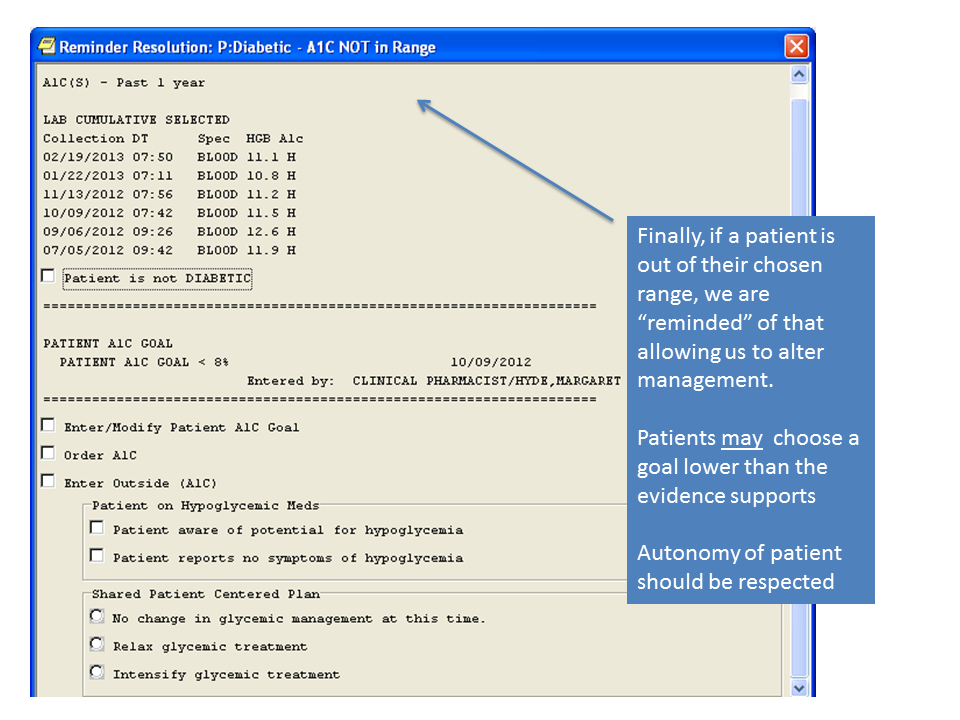 Reminder Resolution: P:Diabetic - A1C NOT in Range
A1C(S) - Past 1 year
LAB CUMULATIVE SELECTED
Collection DT Spec HGB A1c
02/19/2013 07:50 BLOOD 11.1 H
01/22/2013 07:11 BLOOD 10.8 H
11/13/2012 07:56 BLOOD 11.2 H
10/09/2012 07:42 BLOOD 11.5 H
09/06/2012 09:26 BLOOD 12.6 H
07/05/2012 09:42 BLOOD 11.9 H
Patient is not DIABETIC
=====================================================================
PATIENT A1C GOAL
PATIENT A1C GOAL < 8% 10/09/2012
Entered by: CLINICAL PHARMACIST/HYDE,MARGARET
=====================================================================
Enter/Modify Patient A1C Goal
Order A1C
Enter Outside (A1C)
Patient on Hypoglycemic Meds
Patient aware of potential for hypoglycemia
Patient reports no symptoms of hypoglycemia
Shared Patient Centered Plan
No change in glycemic management at this time.
Relax glycemic treatment
Intensify glycemic treatment
Finally, if a patient is
out of their chosen
range, we are
“reminded” of that
allowing us to alter
management.
Patients may choose a
goal lower than the
evidence supports
Autonomy of patient
should be respected